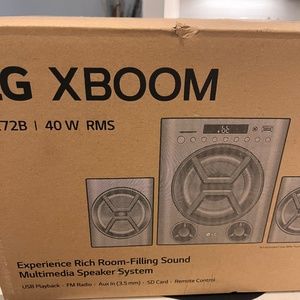 G XBOOM
72B | 40 W RMS
LG
Experience Rich Room-Filling Sound
Multimedia Speaker System
USB Playback · FM Radio · Aux In (3.5 mm) · SD Card · Remote Control